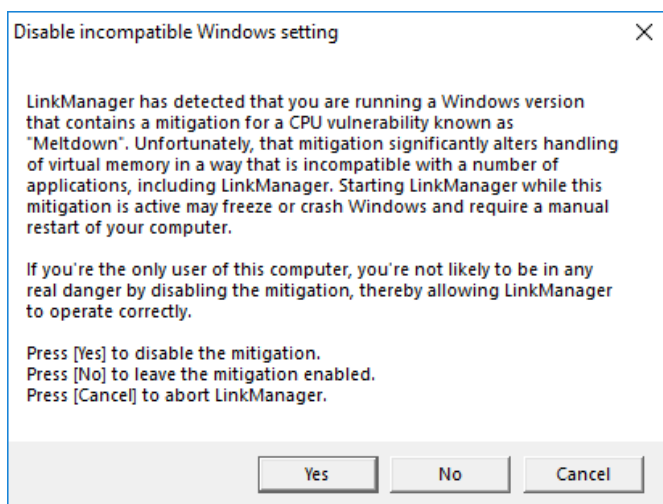 Disable incompatible Windows setting
LinkManager has detected that you are running a Windows version
that contains a mitigation for a CPU vulnerability known as
"Meltdown". Unfortunately, that mitigation significantly alters handling
of virtual memory in a way that is incompatible with a number of
applications, including LinkManager. Starting LinkManager while this
mitigation is active may freeze or crash Windows and require a manual
restart of your computer.
If you're the only user of this computer, you're not likely to be in any
real danger by disabling the mitigation, thereby allowing LinkManager
to operate correctly.
Press [Yes] to disable the mitigation.
Press [No] to leave the mitigation enabled.
Press [Cancel] to abort LinkManager.
Yes No Cancel